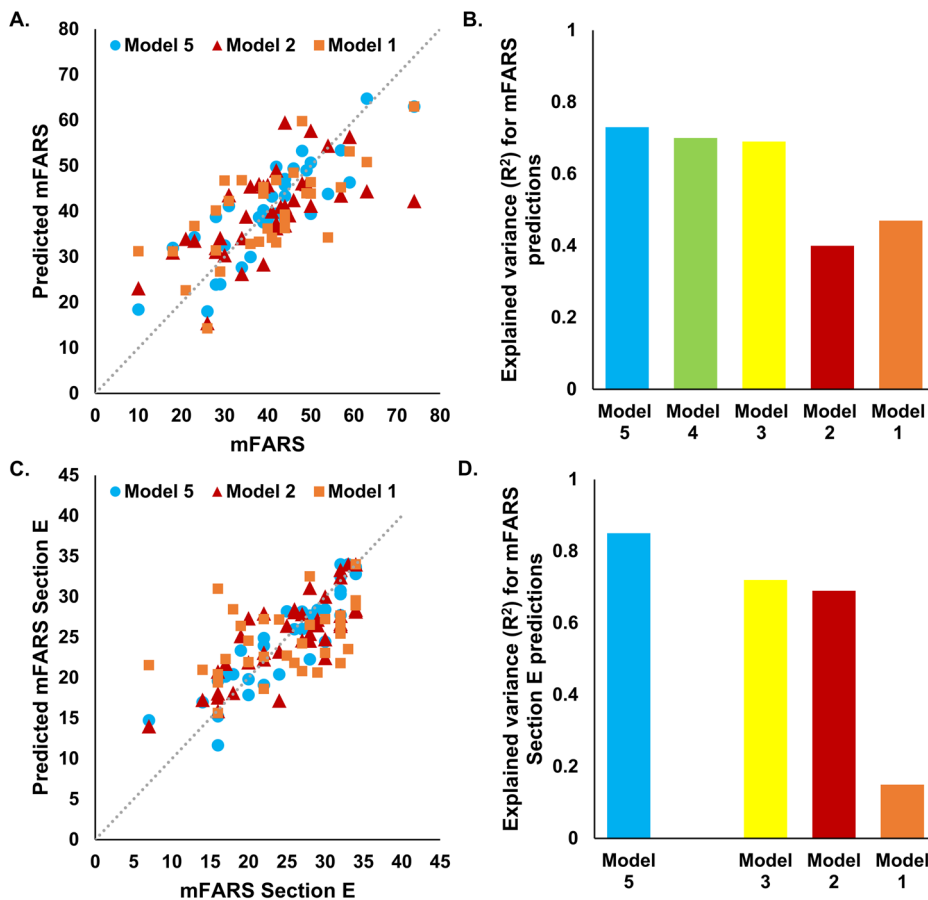 A.
80
70
60
50
40
30
20
10
0
Predicted mFARS
Model 5 Model 2 Model 1
0 10 20 30 40 50 60 70 80
mFARS
B.
1
0.8
0.6
0.4
0.2
0
Explained variance (R²) for mFARS
predictions
Model Model Model Model Model
5 4 3 2 1
C.
45
40
35
30
25
20
15
10
5
0
Predicted mFARS Section E
Model 5 Model 2 Model 1
0 5 10 15 20 25 30 35 40 45
mFARS Section E
D.
1
0.8
0.6
0.4
0.2
0
Explained variance (R²) for mFARS
Section E predictions
Model Model Model Model
5 3 2 1